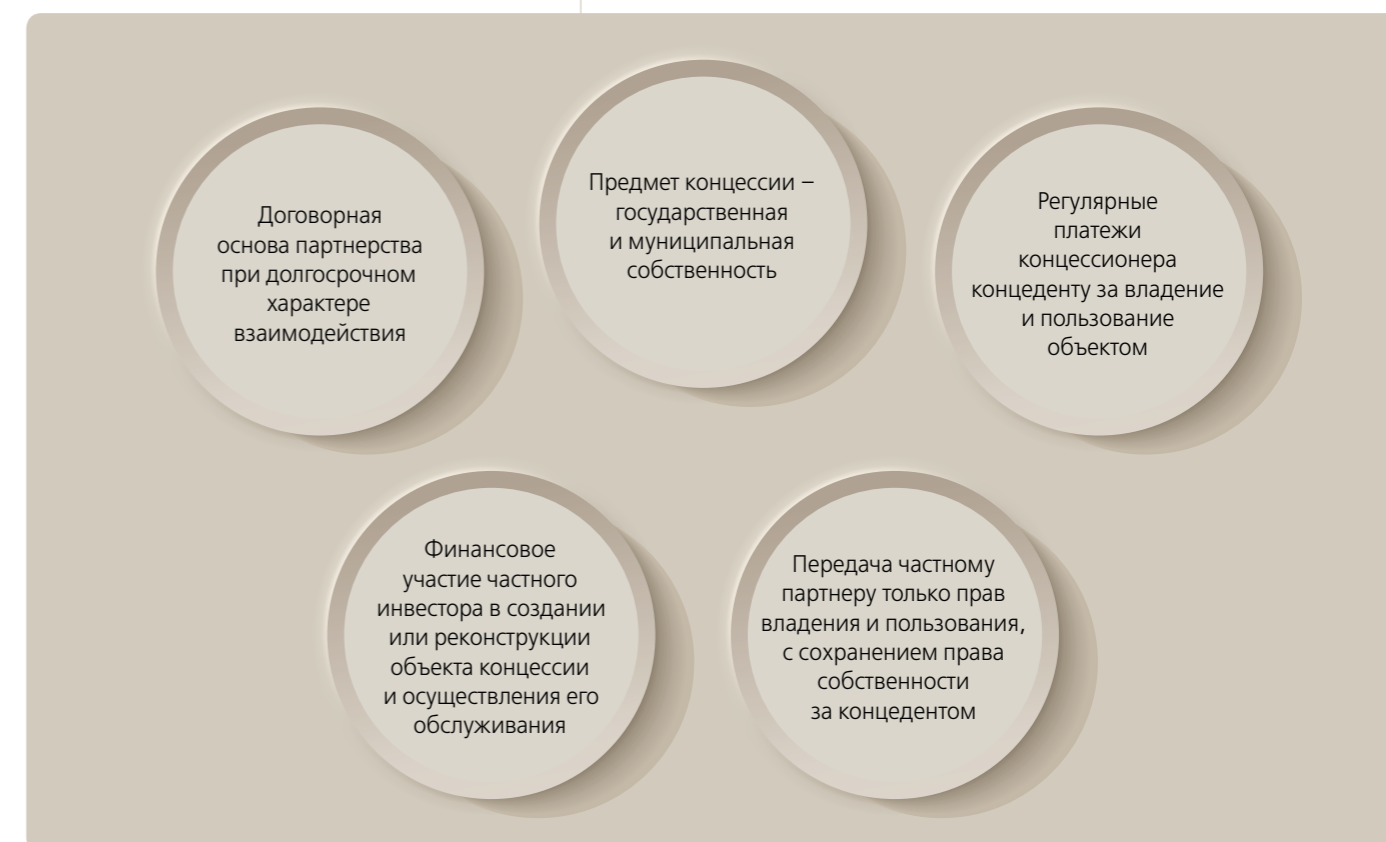 Договорная
основа партнерства
при долгосрочном
характере
взаимодействия
Предмет концессии –
государственная
и муниципальная
собственность
Регулярные
платежи
концессионера
концеденту за владение
и пользование
объектом
Финансовое
участие частного
инвестора в создании
или реконструкции
объекта концессии
и осуществления его
обслуживания
Передача частному
партнеру только прав
владения и пользования,
с сохранением права
собственности
за концедентом